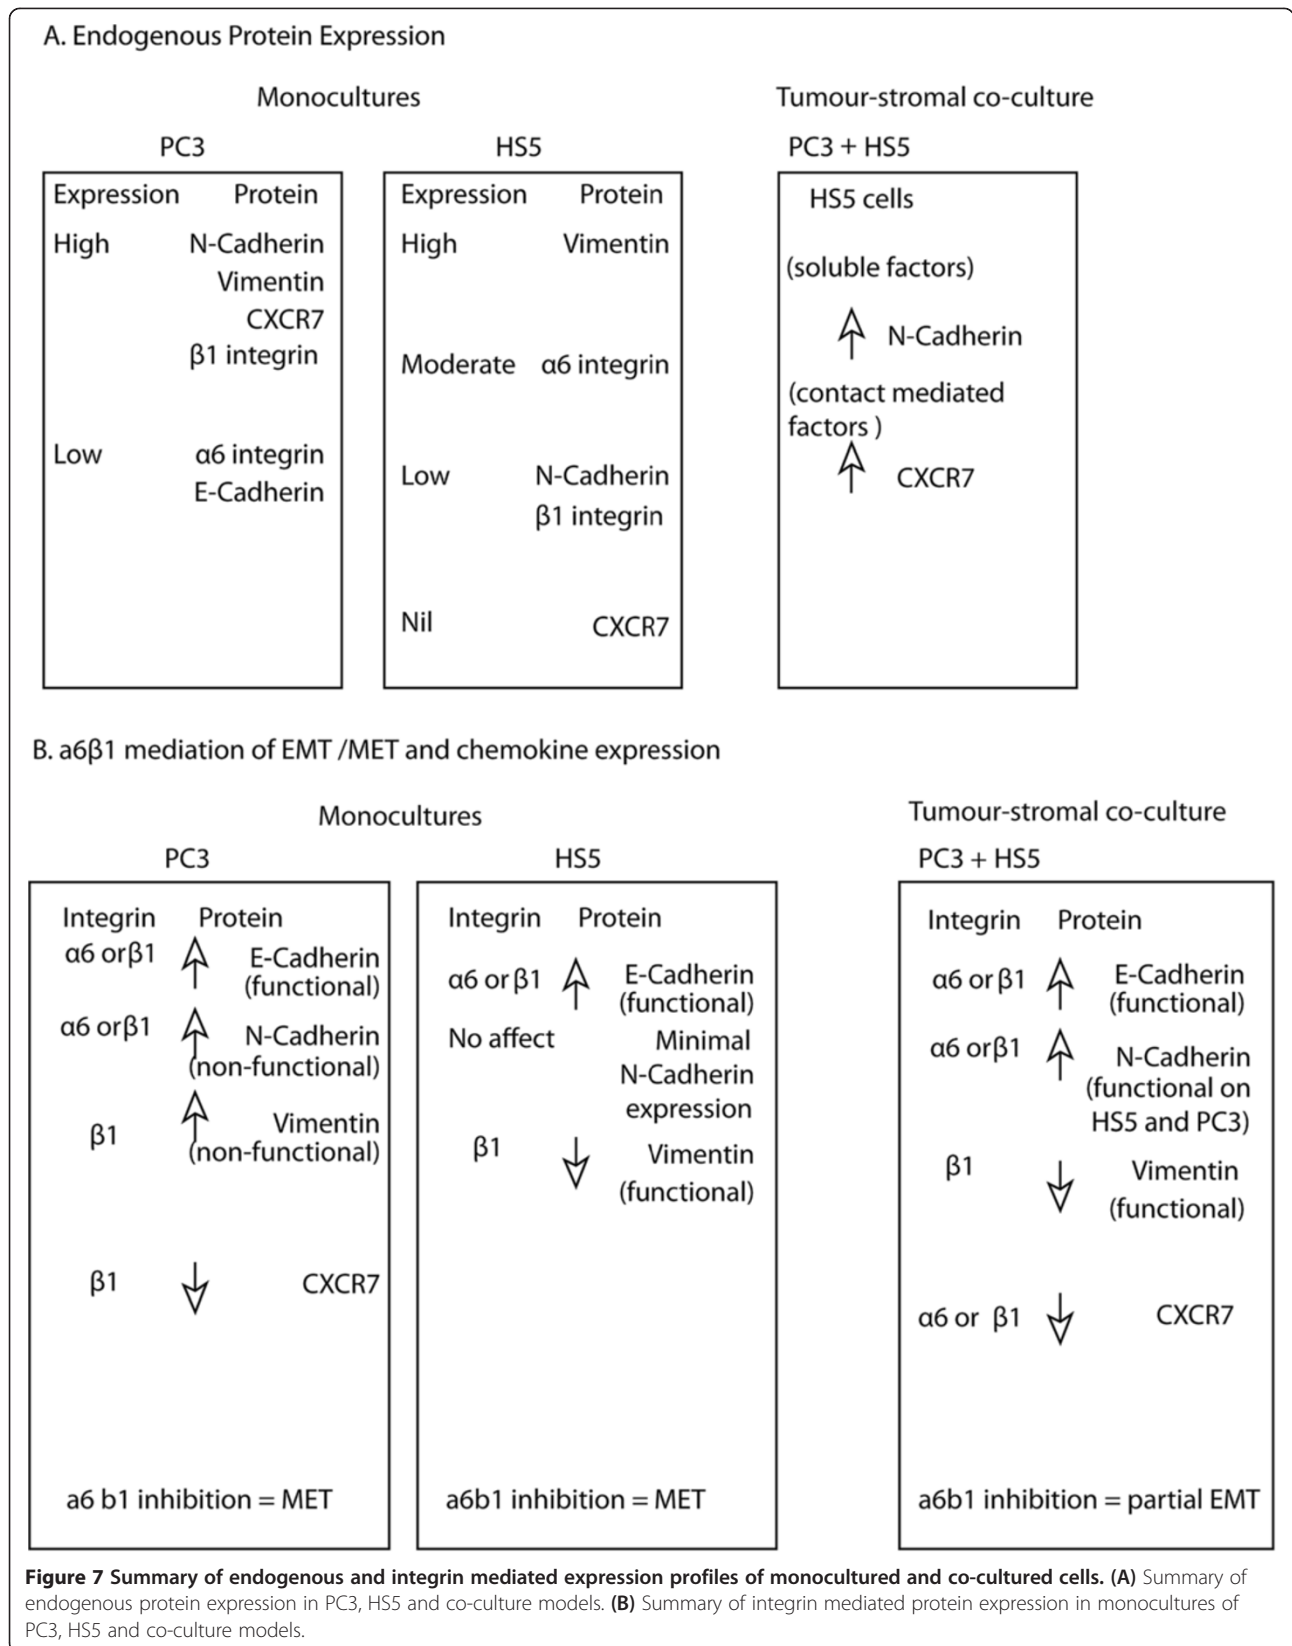 A. Endogenous Protein Expression
Monocultures
Tumour-stromal co-culture
PC3
HS5
PC3 + HS5
Expression Protein
High N-Cadherin
Vimentin
CXCR7
β1 integrin
Low α6 integrin
E-Cadherin
Expression Protein
High Vimentin
Moderate α6 integrin
Low N-Cadherin
β1 integrin
Nil CXCR7
HS5 cells
(soluble factors)
N-Cadherin
(contact mediated
factors )
CXCR7
B. a6β1 mediation of EMT /MET and chemokine expression
Monocultures
Tumour-stromal co-culture
PC3
HS5
PC3 + HS5
Integrin Protein
α6 orβ1 E-Cadherin
(functional)
α6 orβ1 N-Cadherin
(non-functional)
β1 Vimentin
(non-functional)
β1 CXCR7
a6 b1 inhibition = MET
Integrin Protein
α6 orβ1 E-Cadherin
(functional)
No affect Minimal
N-Cadherin
expression
β1 Vimentin
(functional)
a6b1 inhibition = MET
Integrin Protein
α6 or β1 E-Cadherin
(functional)
α6 orβ1 N-Cadherin
(functional on
HS5 and PC3)
β1 Vimentin
(functional)
α6 or β1 CXCR7
a6b1 inhibition = partial EMT
Figure 7 Summary of endogenous and integrin mediated expression profiles of monocultured and co-cultured cells. (A) Summary of
endogenous protein expression in PC3, HS5 and co-culture models. (B) Summary of integrin mediated protein expression in monocultures of
PC3, HS5 and co-culture models.